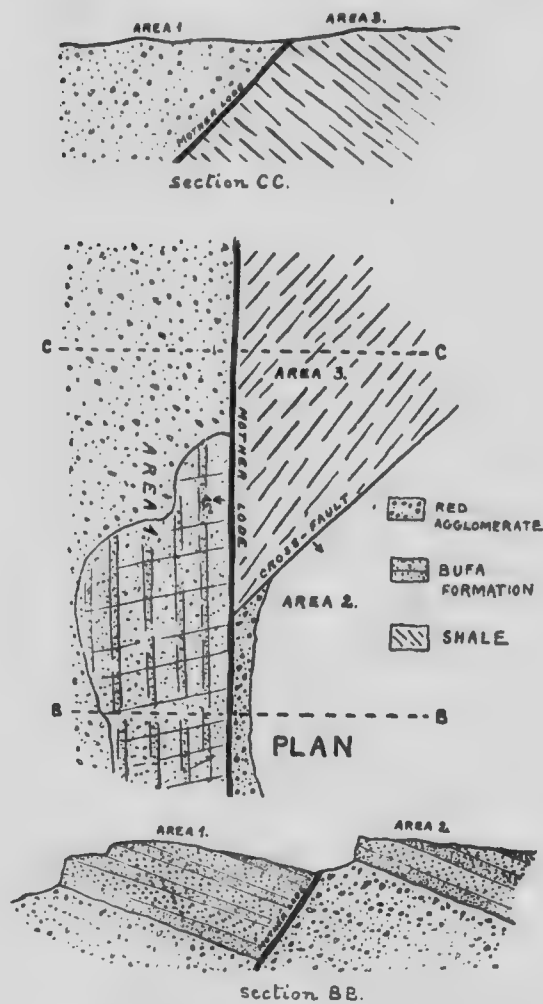 AREA 1
AREA 3.
MOTHER LODE
section CC.
C
C
AREA 3.
MOTHER LODE
AREA 1.
45°
CROSS-FAULT
AREA 2.
RED
AGGLOMERATE
BUFA
FORMATION
SHALE
B
B
PLAN
AREA 1.
AREA 2.
section BB.